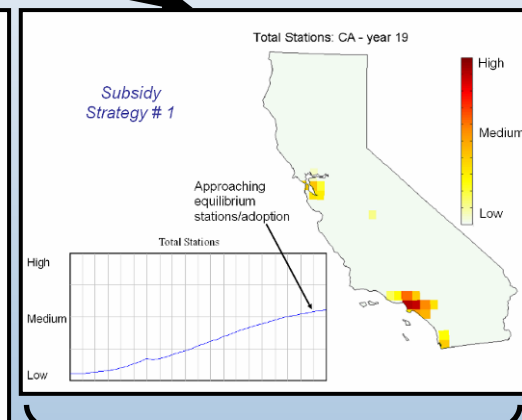 Total Stations: CA - year 19
Subsidy
Strategy # 1
High
Medium
Low
Approaching
equilibrium
stations/adoption
Total Stations
High
Medium
Low